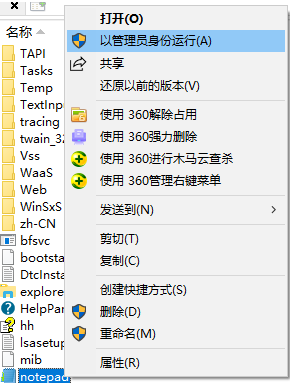 名称
TAPI
Tasks
Temp
TextInpu
tracing
twain_32
Vss
WaaS
Web
WinSxS
zh-CN
bfsvc
bootsta
DtcInsta
explore
HelpPan
hh
lsasetup
mib
notepad
打开(O)
以管理员身份运行(A)
共享
还原以前的版本(V)
使用 360解除占用
使用 360强力删除
使用 360进行木马云查杀
使用 360管理右键菜单
发送到(N)
剪切(T)
复制(C)
创建快捷方式(S)
删除(D)
重命名(M)
属性(R)